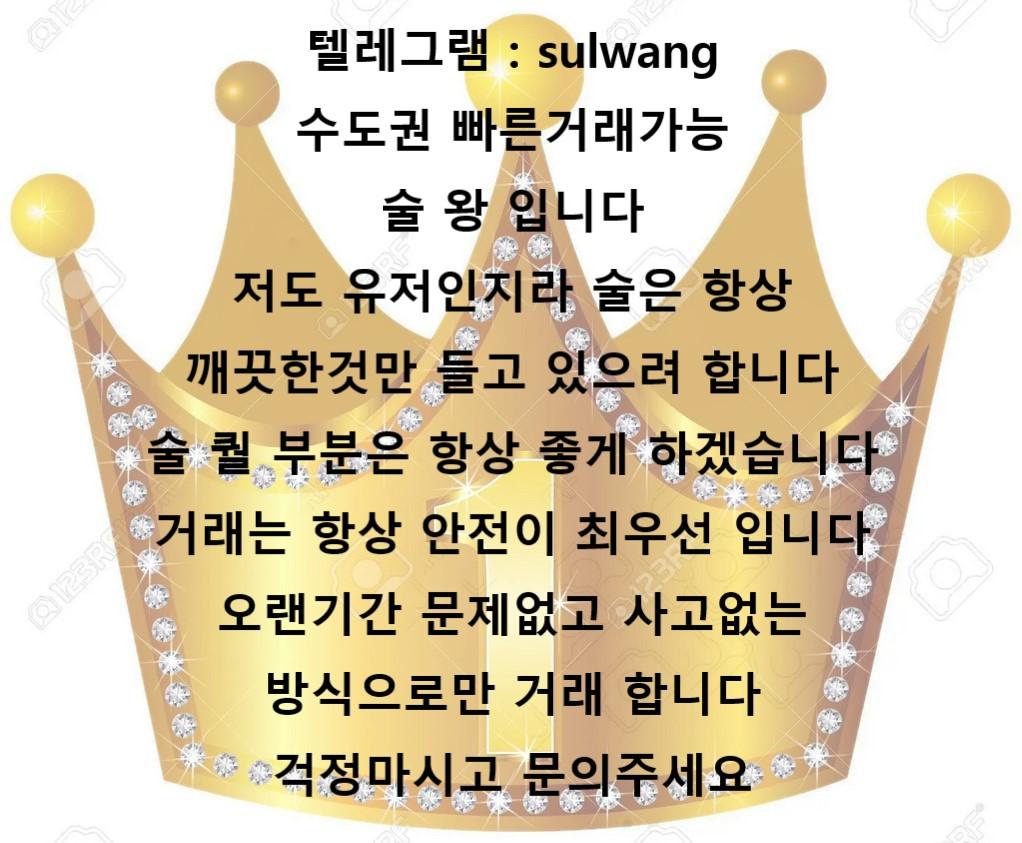 텔레그램 : sulwang
수도권 빠른거래가능
술 왕 입니다
저도 유저인지라 술은 항상
깨끗한것만 들고 있으려 합니다
술 퀄 부분은 항상 좋게 하겠습니다
거래는 항상 안전이 최우선 입니다
오랜기간 문제없고 사고없는
방식으로만 거래 합니다
걱정마시고 문의주세요
1
123RF